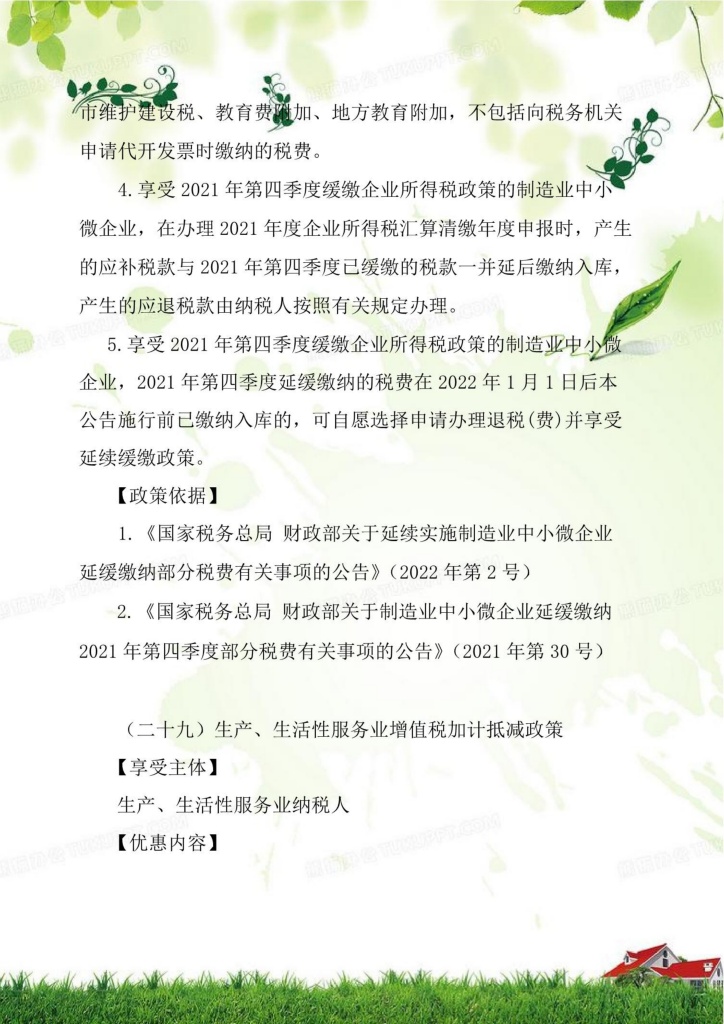 市维护建设税、教育费附加、地方教育附加，不包括向税务机关
申请代开发票时缴纳的税费。
4.享受 2021 年第四季度缓缴企业所得税政策的制造业中小
微企业，在办理 2021 年度企业所得税汇算清缴年度申报时，产生
的应补税款与 2021 年第四季度已缓缴的税款一并延后缴纳入库，
产生的应退税款由纳税人按照有关规定办理。
5.享受 2021 年第四季度缓缴企业所得税政策的制造业中小微
企业，2021 年第四季度延缓缴纳的税费在 2022 年 1 月 1 日后本
公告施行前已缴纳入库的，可自愿选择申请办理退税(费)并享受
延续缓缴政策。
【政策依据】
1.《国家税务总局 财政部关于延续实施制造业中小微企业
延缓缴纳部分税费有关事项的公告》（2022 年第 2 号）
2.《国家税务总局 财政部关于制造业中小微企业延缓缴纳
2021 年第四季度部分税费有关事项的公告》（2021 年第 30 号）
（二十九）生产、生活性服务业增值税加计抵减政策
【享受主体】
生产、生活性服务业纳税人
【优惠内容】